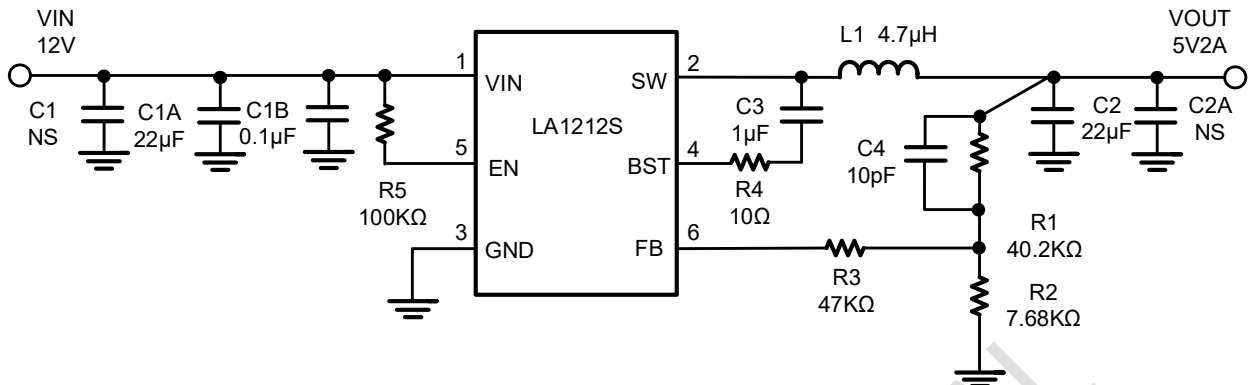 VIN
12V
C1
NS
C1A
22µF
C1B
0.1µF
R5
100KΩ
1
VIN
5
EN
3
GND
LA1212S
2
SW
4
BST
6
FB
L1 4.7µH
C3
1µF
R4
10Ω
C4
10pF
R3
47KΩ
R1
40.2KΩ
R2
7.68KΩ
C2
22µF
C2A
NS
VOUT
5V2A